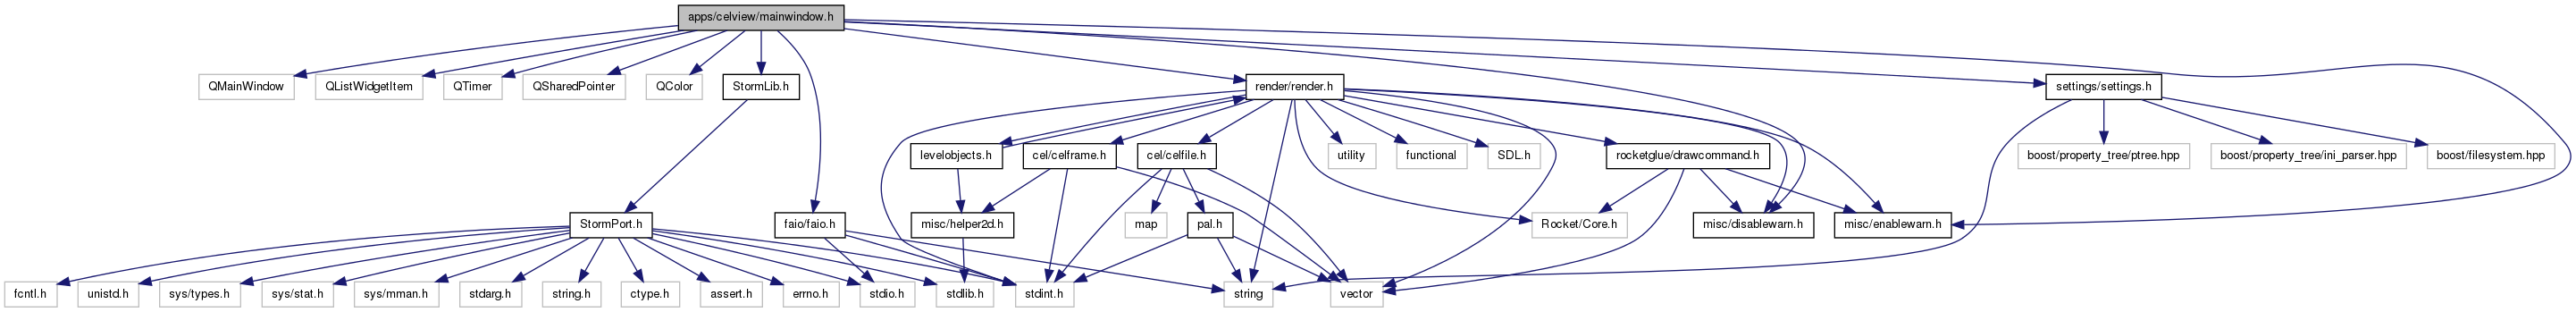 apps/celview/mainwindow.h
QMainWindow
QListWidgetItem
QTimer
QSharedPointer
QColor
StormLib.h
render/render.h
settings/settings.h
levelobjects.h
cel/celframe.h
cel/celfile.h
utility
functional
SDL.h
rocketglue/drawcommand.h
boost/property_tree/ptree.hpp
boost/property_tree/ini_parser.hpp
boost/filesystem.hpp
StormPort.h
faio/faio.h
misc/helper2d.h
map
pal.h
Rocket/Core.h
misc/disablewarn.h
misc/enablewarn.h
fcntl.h
unistd.h
sys/types.h
sys/stat.h
sys/mman.h
stdarg.h
string.h
ctype.h
assert.h
errno.h
stdio.h
stdlib.h
stdint.h
string
vector